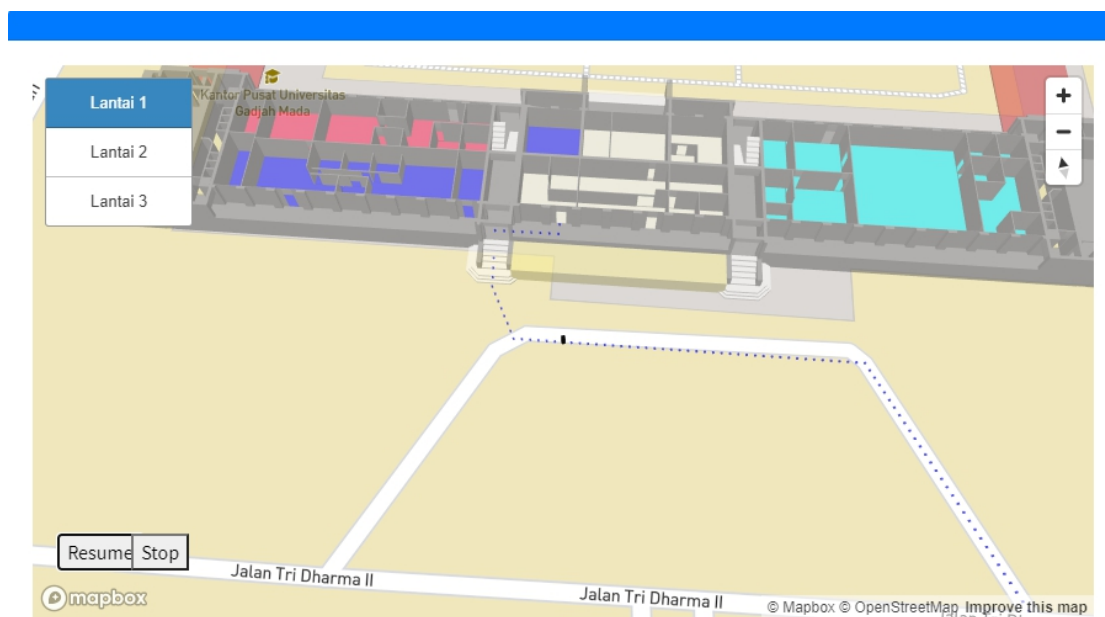 Lantai 1
Lantai 2
Lantai 3
Kantor Pusat Universitas
Gadjah Mada
+
−
Resume
Stop
Jalan Tri Dharma II
Jalan Tri Dharma II
mapbox
© Mapbox © OpenStreetMap Improve this map